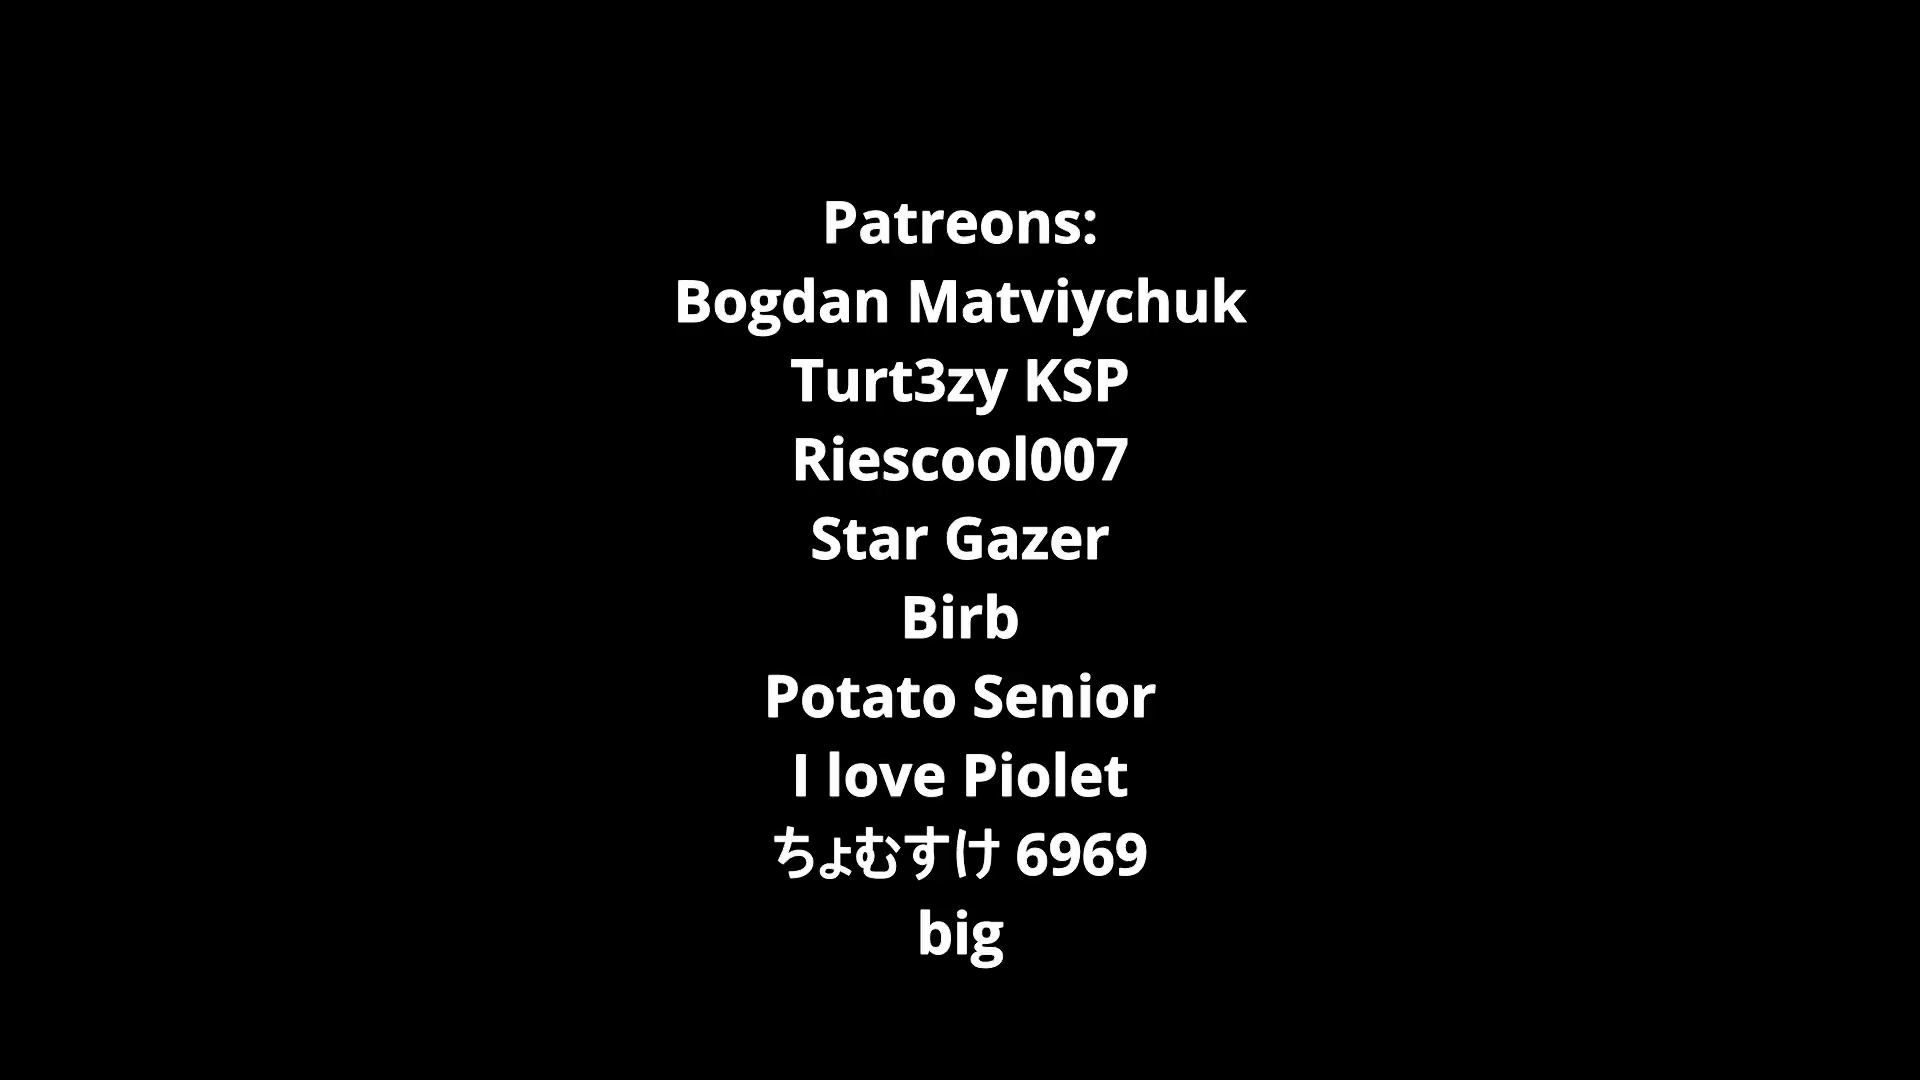 Patreons:
Bogdan Matviychuk
Turt3zy KSP
Riescool007
Star Gazer
Birb
Potato Senior
I love Piolet
ちょむすけ 6969
big